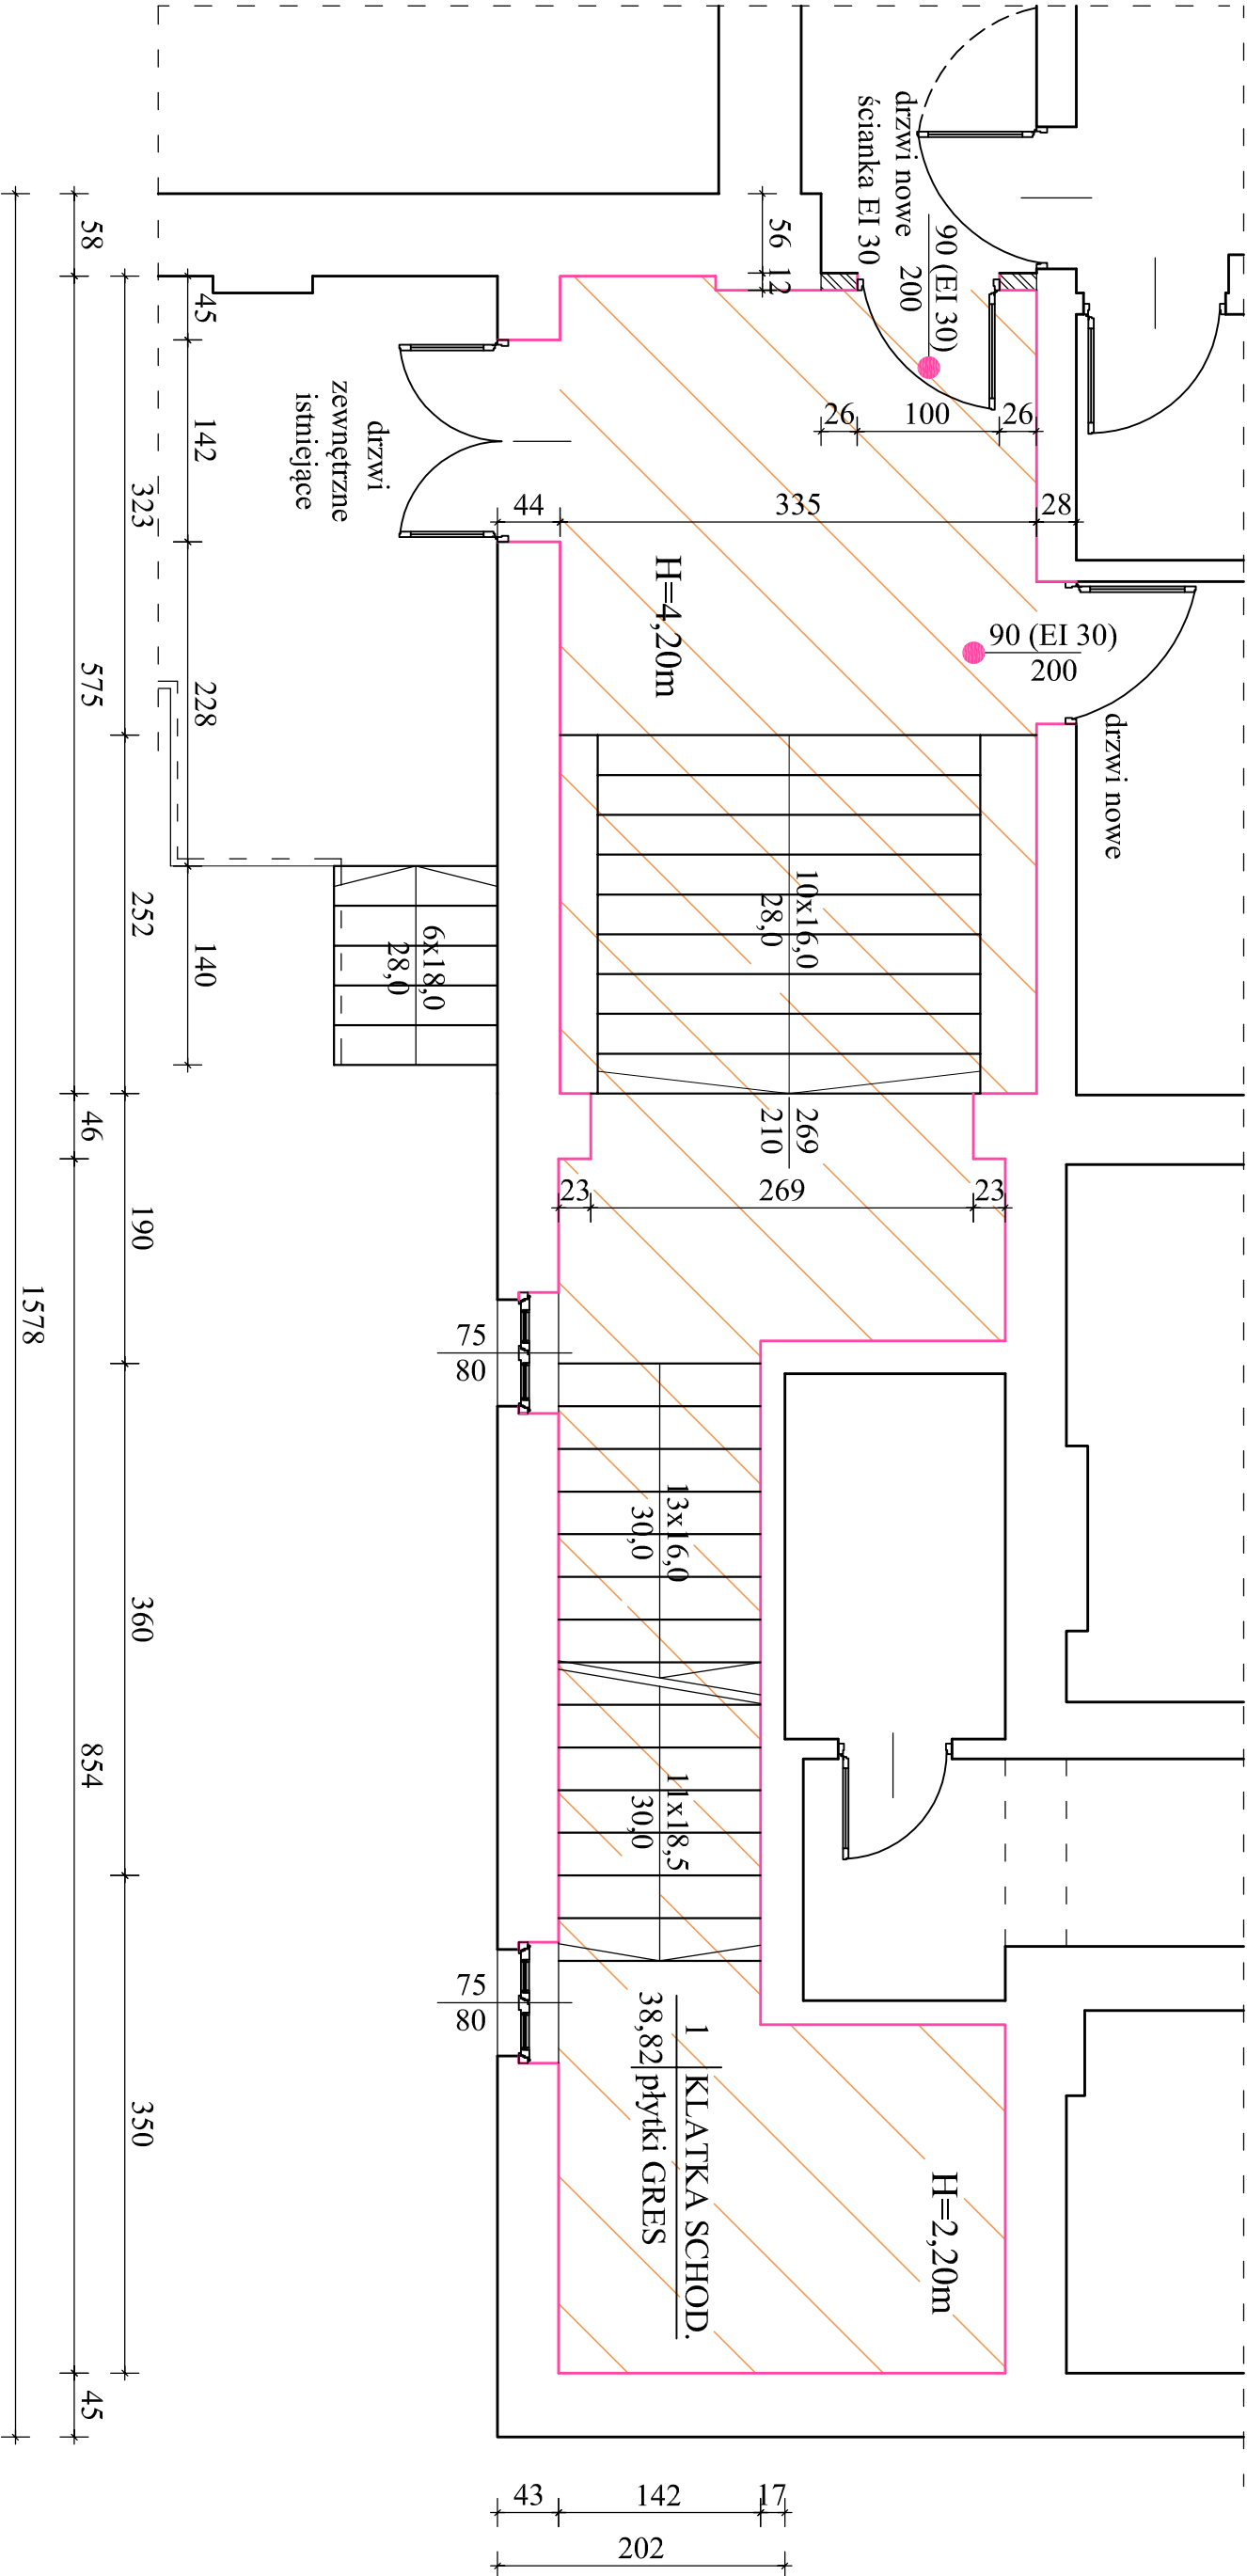 drzwi nowe
ścianka EI 30
90 (EI 30)
200
56
12
58
45
142
323
drzwi
zewnętrzne
istniejące
26
100
26
44
335
28
H=4,20m
90 (EI 30)
200
drzwi nowe
575
228
252
140
6x18,0
28,0
10x16,0
28,0
269
210
46
190
23
269
23
1578
75
80
13x16,0
30,0
360
854
11x18,5
30,0
75
80
1 KLATKA SCHOD.
38,82 płytki GRES
H=2,20m
350
45
43
142
17
202